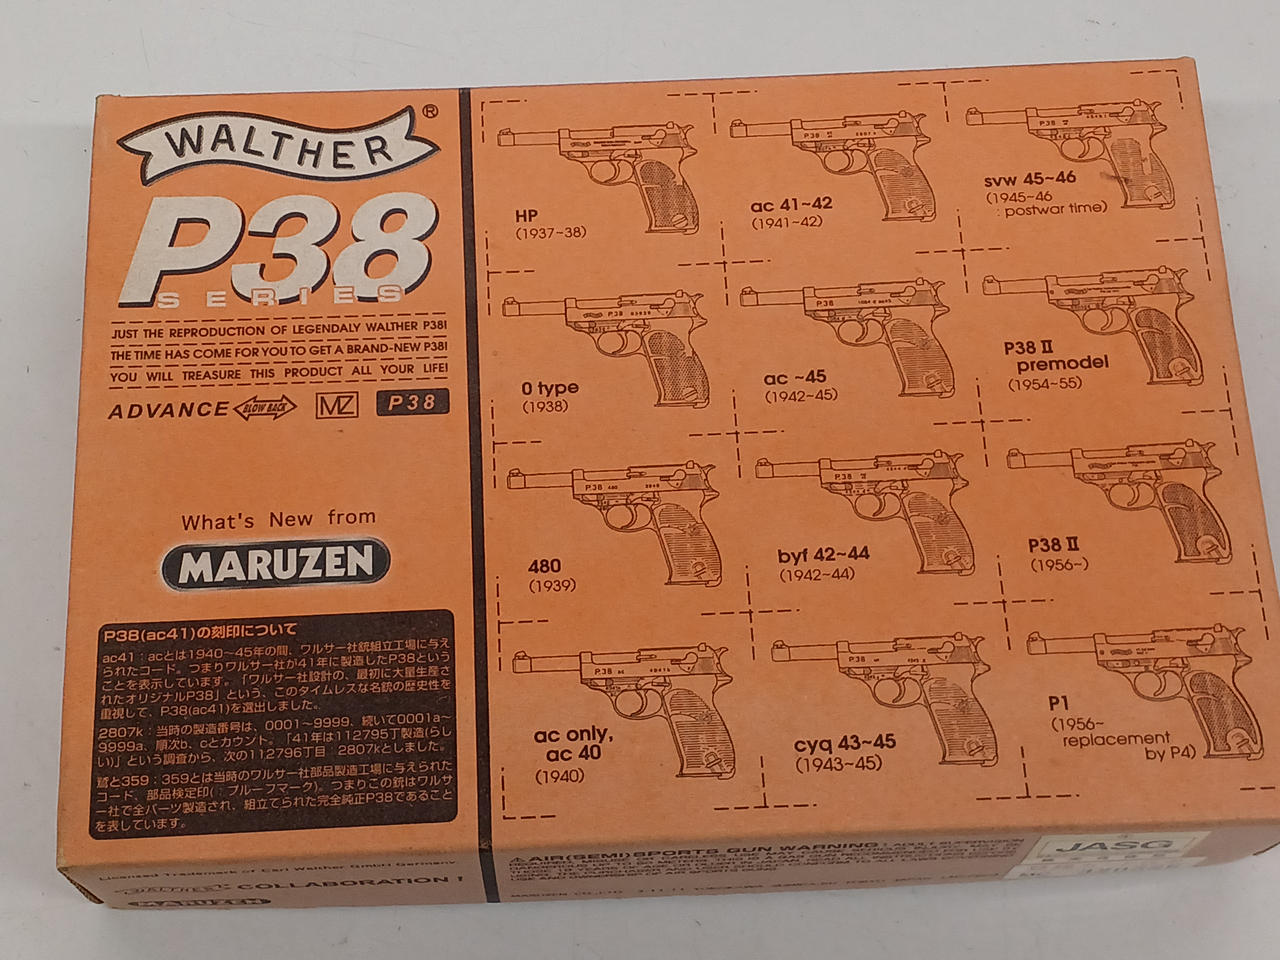 WALTHER®
P38
SERIES
JUST THE REPRODUCTION OF LEGENDALY WALTHER P38!
THE TIME HAS COME FOR YOU TO GET A BRAND-NEW P38!
YOU WILL TREASURE THIS PRODUCT ALL YOUR LIFE!
ADVANCE BLOW BACK MZ P38
What's New from
MARUZEN
P38(ac41)の刻印について
ac41：acとは1940〜45年の間、ワルサー社銃組立工場に与え
られたコード。つまりワルサー社が41年に製造したP38という
ことを表示しています。「ワルサー社設計の、最初に大量生産さ
れたオリジナルP38」という、このタイムレスな名銃の歴史性を
重視して、P38(ac41)を選出しました。
2807k：当時の製造番号は、0001〜9999、続いて0001a〜
9999a、順次b、cとカウント。「41年は112795丁製造(らし
い)」という調査から、次の112796丁目：2807kとしました。
鷲と359：359とは当時のワルサー社部品製造工場に与えられた
コード、部品検定印(：プルーフマーク)。つまりこの銃はワルサ
ー社で全パーツ製造され、組立てられた完全純正P38であること
を表しています。
HP
(1937~38)
ac 41~42
(1941~42)
svw 45~46
(1945~46
: postwar time)
0 type
(1938)
ac ~45
(1942~45)
P38 II
premodel
(1954~55)
480
(1939)
byf 42~44
(1942~44)
P38 II
(1956~)
ac only,
ac 40
(1940)
cyq 43~45
(1943~45)
P1
(1956~
replacement
by P4)
Licensed Trademark of Carl Walther GmbH Germany
WALTHER COLLABORATION !
MARUZEN
⚠AIR(SEMI)SPORTS GUN WARNING!
JASG